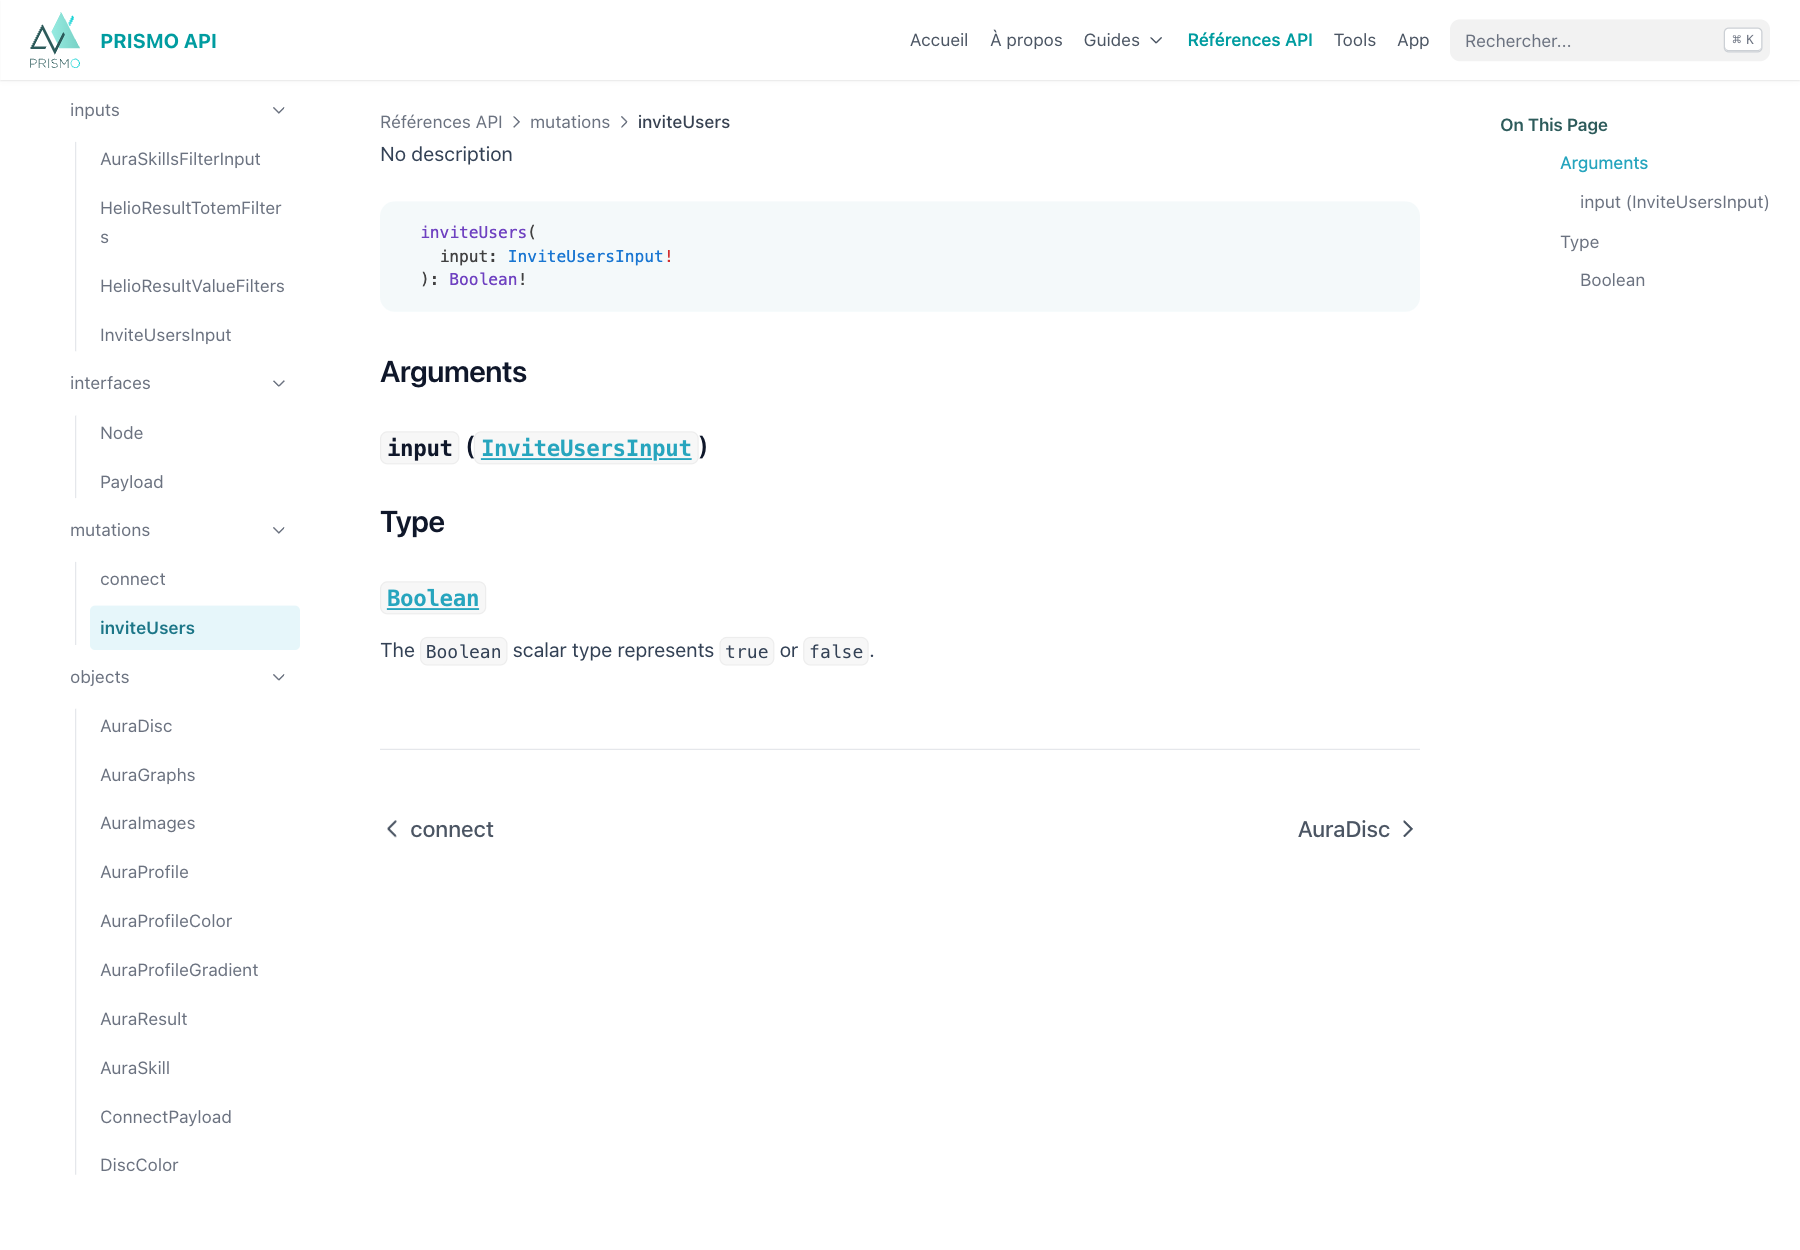 PRISMO
PRISMO API
Accueil
À propos
Guides
Références API
Tools
App
Rechercher...
⌘ K
inputs
AuraSkillsFilterInput
HelioResultTotemFilter
s
HelioResultValueFilters
InviteUsersInput
interfaces
Node
Payload
mutations
connect
inviteUsers
objects
AuraDisc
AuraGraphs
AuraImages
AuraProfile
AuraProfileColor
AuraProfileGradient
AuraResult
AuraSkill
ConnectPayload
DiscColor
Références API > mutations > inviteUsers
No description
inviteUsers(
  input: InviteUsersInput!
): Boolean!
Arguments
input (InviteUsersInput)
Type
Boolean
The Boolean scalar type represents true or false.
connect
AuraDisc
On This Page
Arguments
input (InviteUsersInput)
Type
Boolean